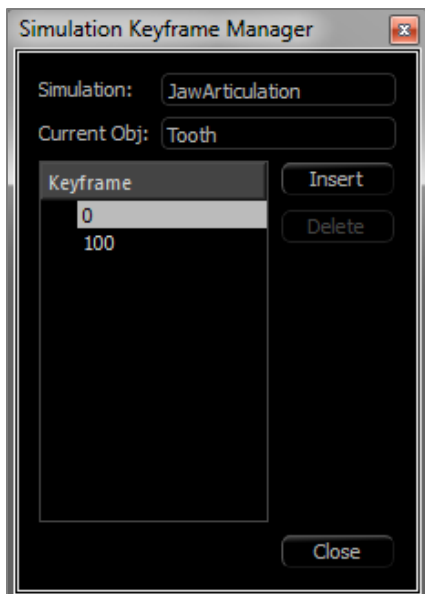 Simulation Keyframe Manager
Simulation: JawArticulation
Current Obj: Tooth
Keyframe Insert
0 Delete
100
Close